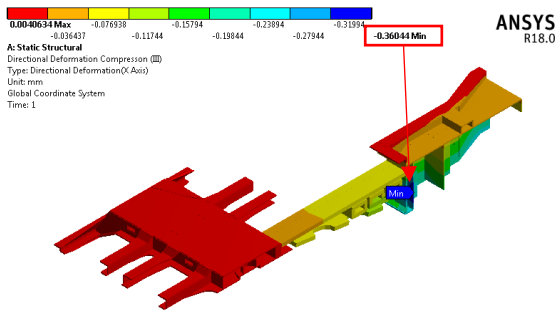 0.0040634 Max -0.076938 -0.15794 -0.23894 -0.31994
-0.036437 -0.11744 -0.19844 -0.27944 -0.36044 Min
ANSYS
R18.0
A: Static Structural
Directional Deformation Compresson (Ⅲ)
Type: Directional Deformation(X Axis)
Unit: mm
Global Coordinate System
Time: 1
Min